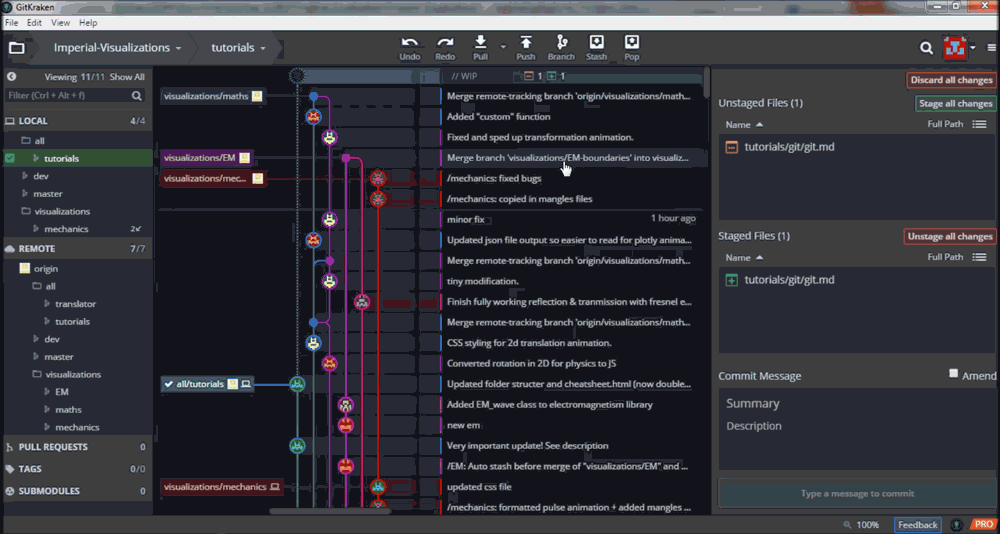 GitKraken
File Edit View Help
Imperial-Visualizations tutorials
Undo Redo Pull Push Branch Stash Pop
Viewing 11/11 Show All
Filter (Ctrl + Alt + f)
LOCAL 4/4
all
tutorials
dev
master
visualizations
mechanics 2
REMOTE 7/7
origin
all
translator
tutorials
dev
master
visualizations
EM
maths
mechanics
PULL REQUESTS 0
TAGS 0/0
SUBMODULES 0
// WIP 1 1
visualizations/maths Merge remote-tracking branch 'origin/visualizations/math...
Added "custom" function
Fixed and sped up transformation animation.
visualizations/EM Merge branch 'visualizations/EM-boundaries' into visualiz...
visualizations/mec... /mechanics: fixed bugs
/mechanics: copied in mangles files
minor fix 1 hour ago
Updated json file output so easier to read for plotly anima...
Merge remote-tracking branch 'origin/visualizations/math...
tiny modification.
Finish fully working reflection & tranmission with fresnel e...
Merge remote-tracking branch 'origin/visualizations/math...
CSS styling for 2d translation animation.
Converted rotation in 2D for physics to JS
all/tutorials Updated folder structer and cheatsheet.html (now double...
Added EM_wave class to electromagnetism library
new em
Very important update! See description
/EM: Auto stash before merge of "visualizations/EM" and ...
visualizations/mechanics updated css file
/mechanics: formatted pulse animation + added mangles ...
Discard all changes
Unstaged Files (1) Stage all changes
Name Full Path
tutorials/git/git.md
Staged Files (1) Unstage all changes
Name Full Path
tutorials/git/git.md
Commit Message Amend
Summary
Description
Type a message to commit
100% Feedback PRO